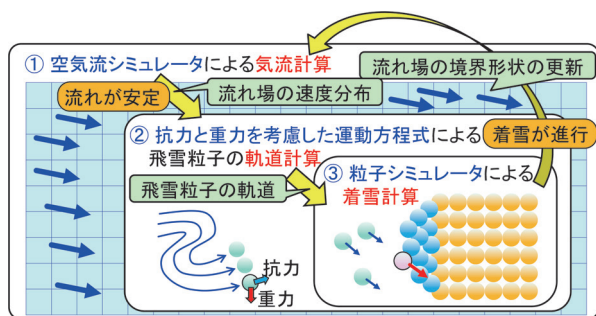 ① 空気流シミュレータによる気流計算
流れ場の境界形状の更新
流れが安定
流れ場の速度分布
② 抗力と重力を考慮した運動方程式による
飛雪粒子の軌道計算
着雪が進行
飛雪粒子の軌道
③ 粒子シミュレータによる
着雪計算
抗力
重力